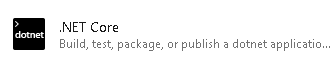 >
dotnet
.NET Core
Build, test, package, or publish a dotnet applicatio...